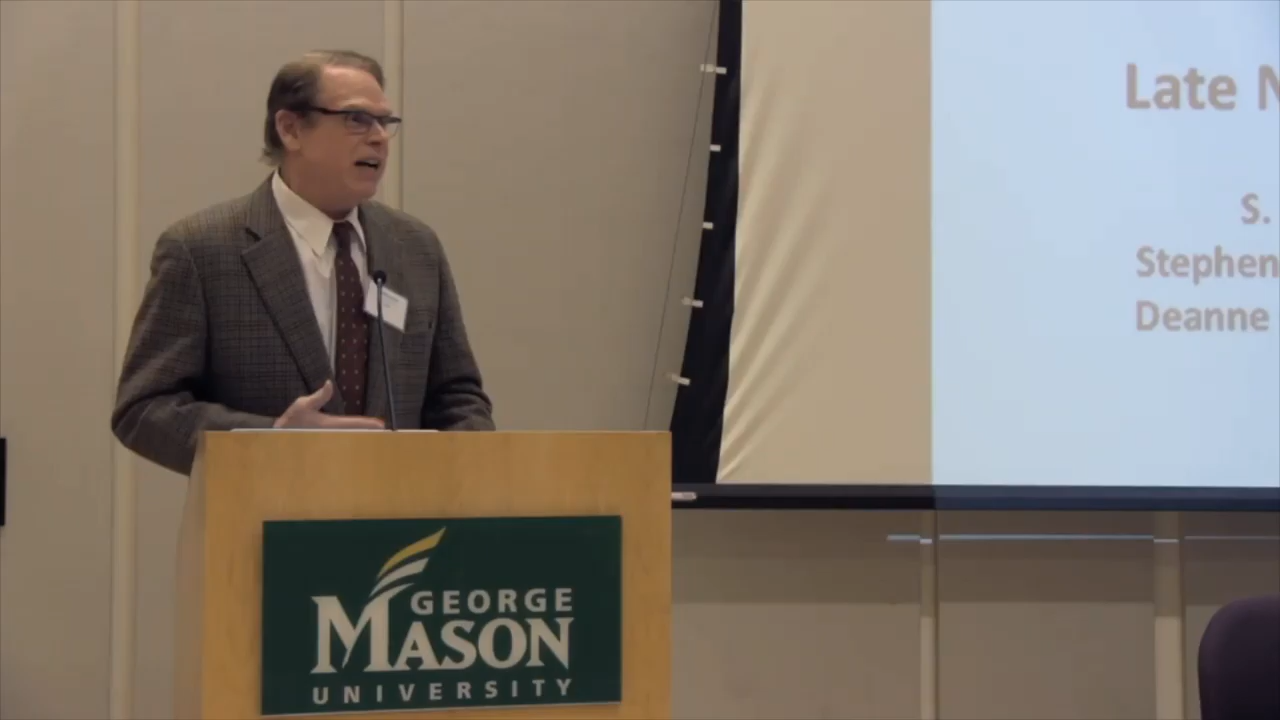 Late
S.
Stephen
Deanne
GEORGE
MASON
UNIVERSITY